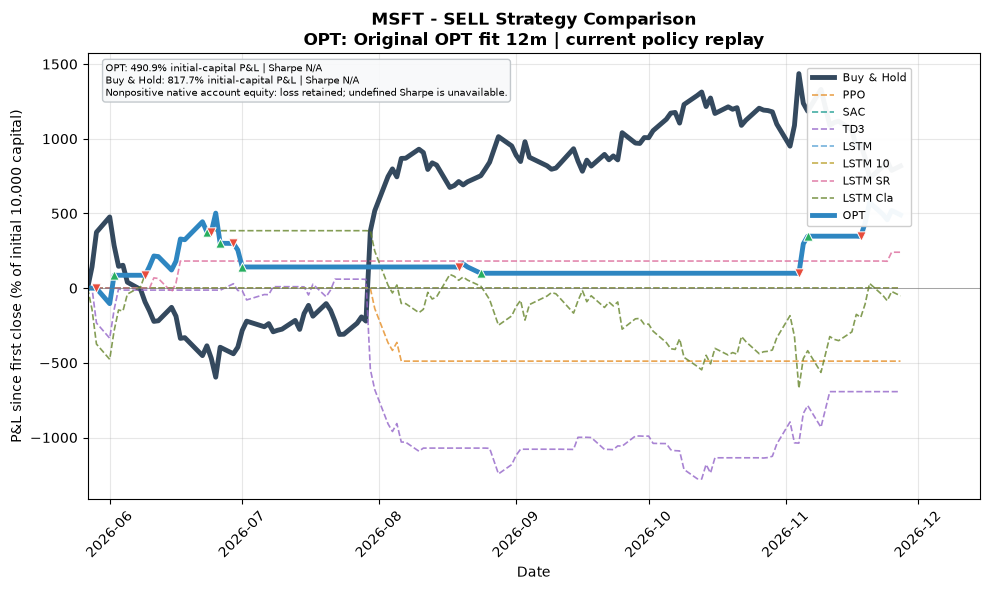 MSFT - SELL Strategy Comparison
OPT: Original OPT fit 12m | current policy replay
OPT: 490.9% initial-capital P&L | Sharpe N/A
Buy & Hold: 817.7% initial-capital P&L | Sharpe N/A
Nonpositive native account equity: loss retained; undefined Sharpe is unavailable.
Buy & Hold
PPO
SAC
TD3
LSTM
LSTM 10
LSTM SR
LSTM Cla
OPT
P&L since first close (% of initial 10,000 capital)
1500
1000
500
0
−500
−1000
2026-06
2026-07
2026-08
2026-09
2026-10
2026-11
2026-12
Date